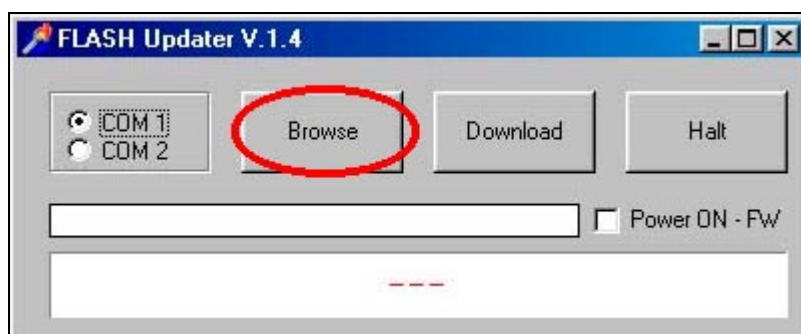 FLASH Updater V.1.4
COM 1
COM 2
Browse
Download
Halt
Power ON - FW
---